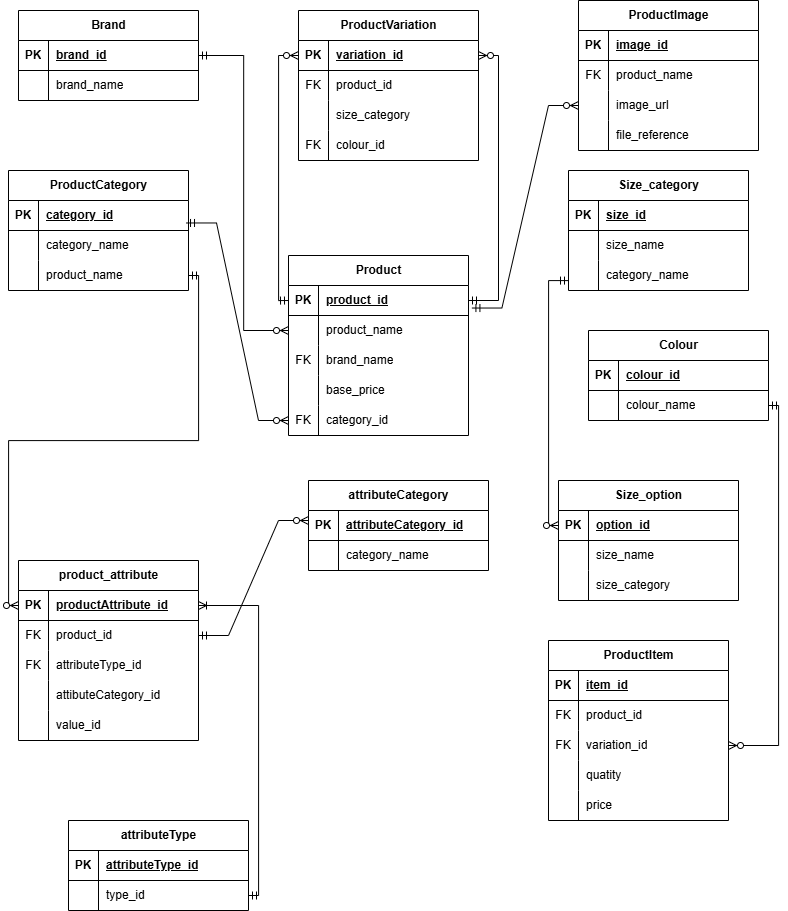 Brand
PK brand_id
brand_name
ProductVariation
PK variation_id
FK product_id
size_category
FK colour_id
ProductImage
PK image_id
FK product_name
image_url
file_reference
ProductCategory
PK category_id
category_name
product_name
Size_category
PK size_id
size_name
category_name
Product
PK product_id
product_name
FK brand_name
base_price
FK category_id
Colour
PK colour_id
colour_name
attributeCategory
PK attributeCategory_id
category_name
Size_option
PK option_id
size_name
size_category
product_attribute
PK productAttribute_id
FK product_id
FK attributeType_id
attibuteCategory_id
value_id
ProductItem
PK item_id
FK product_id
FK variation_id
quatity
price
attributeType
PK attributeType_id
type_id